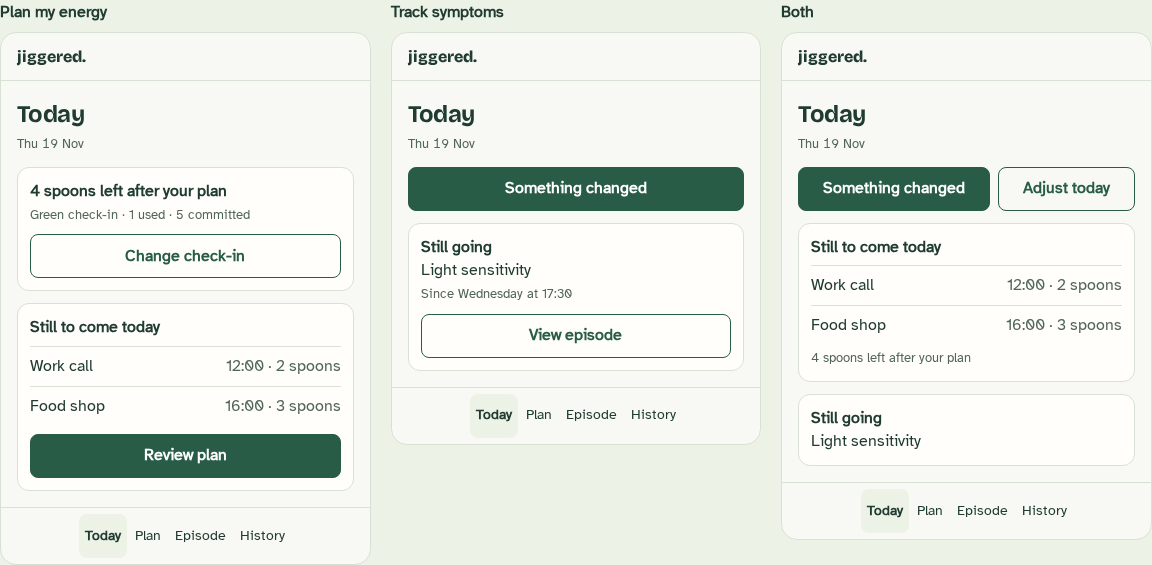 Plan my energy
jiggered.
Today
Thu 19 Nov
4 spoons left after your plan
Green check-in · 1 used · 5 committed
Change check-in
Still to come today
Work call 12:00 · 2 spoons
Food shop 16:00 · 3 spoons
Review plan
Today Plan Episode History
Track symptoms
jiggered.
Today
Thu 19 Nov
Something changed
Still going
Light sensitivity
Since Wednesday at 17:30
View episode
Today Plan Episode History
Both
jiggered.
Today
Thu 19 Nov
Something changed Adjust today
Still to come today
Work call 12:00 · 2 spoons
Food shop 16:00 · 3 spoons
4 spoons left after your plan
Still going
Light sensitivity
Today Plan Episode History